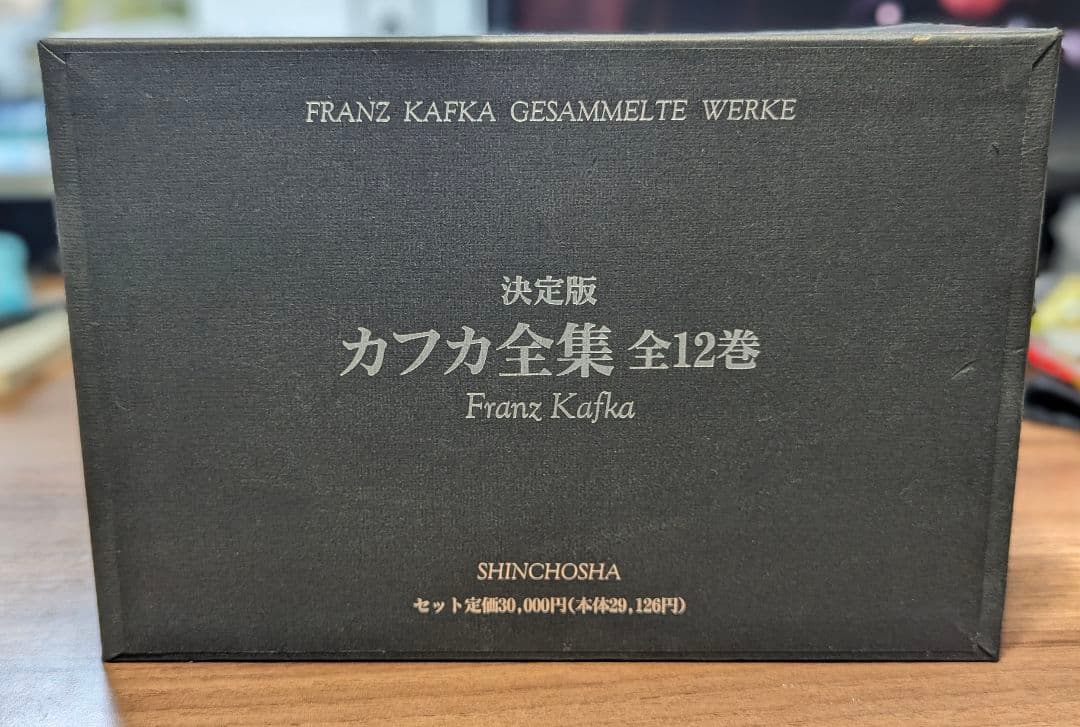 FRANZ KAFKA GESAMMELTE WERKE
決定版
カフカ全集 全12巻
Franz Kafka
SHINCHOSHA
セット定価30,000円(本体29,126円)